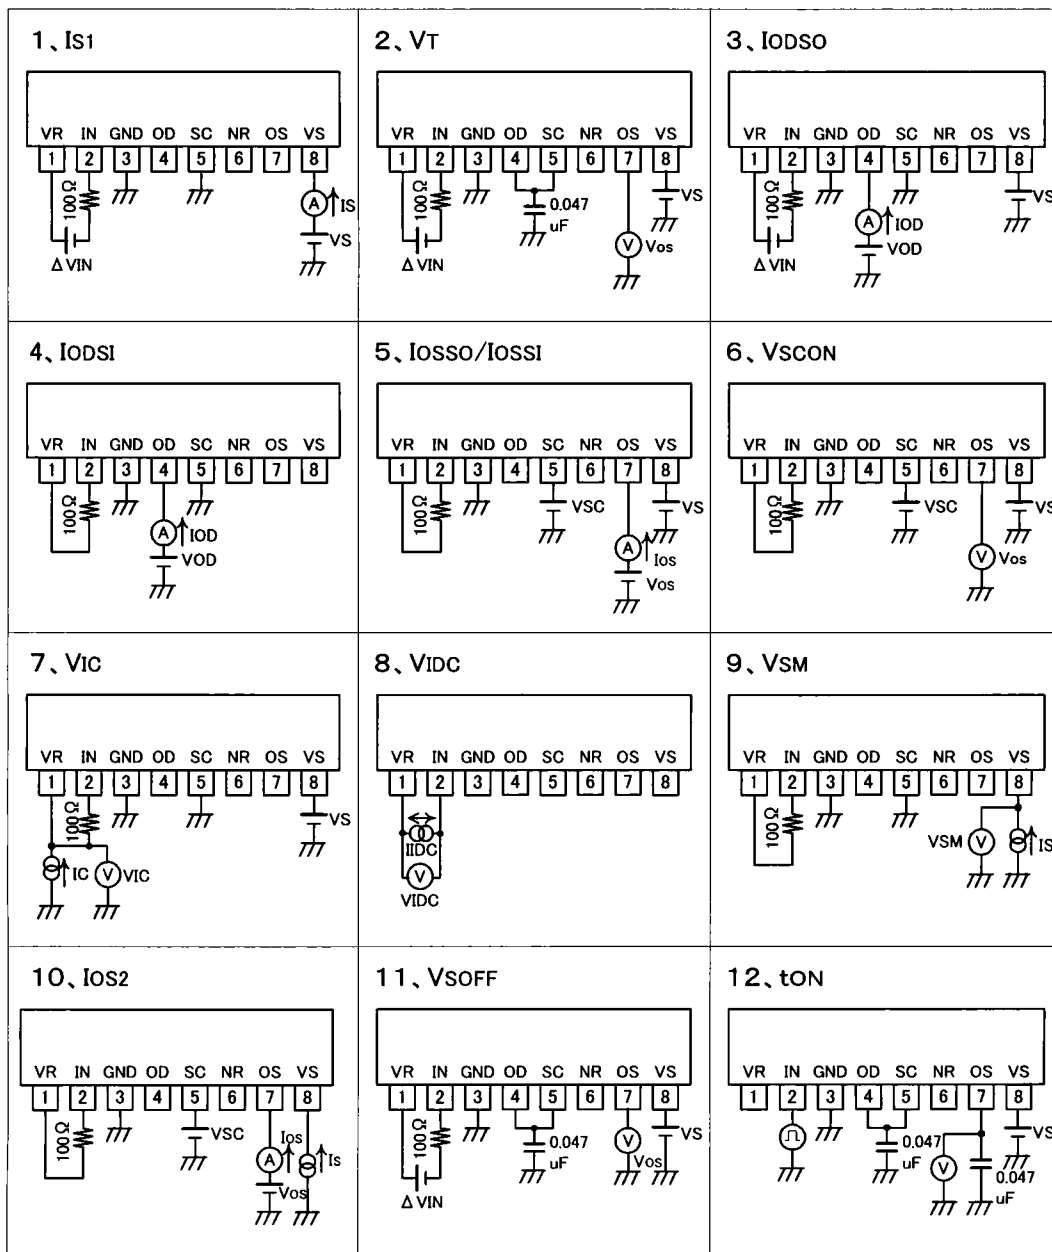 1、IS1
VR IN GND OD SC NR OS VS
1 2 3 4 5 6 7 8
100Ω
A IS
VS
ΔVIN
2、VT
VR IN GND OD SC NR OS VS
1 2 3 4 5 6 7 8
100Ω
0.047
uF
VS
V Vos
ΔVIN
3、IODSO
VR IN GND OD SC NR OS VS
1 2 3 4 5 6 7 8
100Ω
VS
A IOD
VOD
ΔVIN
4、IODSI
VR IN GND OD SC NR OS VS
1 2 3 4 5 6 7 8
100Ω
A IOD
VOD
5、IOSSO/IOSSI
VR IN GND OD SC NR OS VS
1 2 3 4 5 6 7 8
100Ω
VSC
VS
A Ios
Vos
6、VSCON
VR IN GND OD SC NR OS VS
1 2 3 4 5 6 7 8
100Ω
VSC
VS
V Vos
7、VIC
VR IN GND OD SC NR OS VS
1 2 3 4 5 6 7 8
100Ω
VS
IC V VIC
8、VIDC
VR IN GND OD SC NR OS VS
1 2 3 4 5 6 7 8
IIDC
V
VIDC
9、VSM
VR IN GND OD SC NR OS VS
1 2 3 4 5 6 7 8
100Ω
VSM V IS
10、IOS2
VR IN GND OD SC NR OS VS
1 2 3 4 5 6 7 8
100Ω
VSC
Ios
A Is
Vos
11、VSOFF
VR IN GND OD SC NR OS VS
1 2 3 4 5 6 7 8
100Ω
0.047
uF
VS
V
Vos
ΔVIN
12、tON
VR IN GND OD SC NR OS VS
1 2 3 4 5 6 7 8
0.047
uF
V
VS
0.047
uF